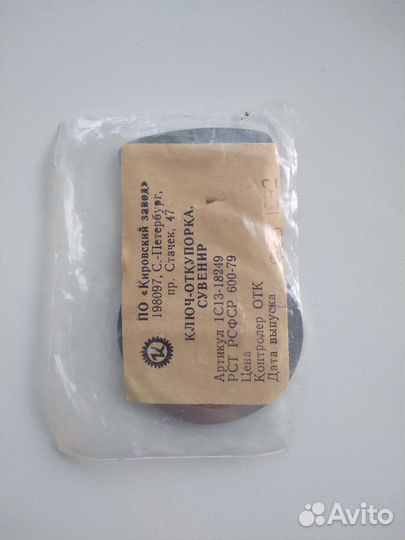 ПО «Кировский завод»
198097, С.-Петербург,
пр. Стачек, 47
КЛЮЧ-ОТКУПОРКА.
СУВЕНИР
Артикул 1С13-18249
РСТ РСФСР 600-79
Цена
Контролер ОТК
Дата выпуска
Avito